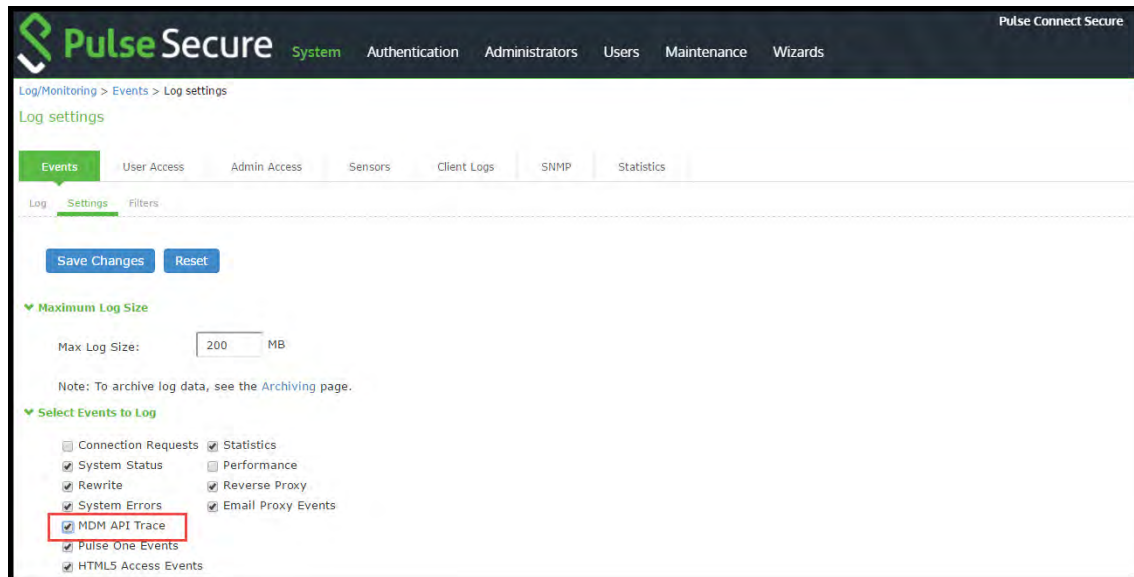 Pulse Connect Secure
Pulse Secure System Authentication Administrators Users Maintenance Wizards
Log/Monitoring > Events > Log settings
Log settings
Events User Access Admin Access Sensors Client Logs SNMP Statistics
Log Settings Filters
Save Changes Reset
Maximum Log Size
Max Log Size: 200 MB
Note: To archive log data, see the Archiving page.
Select Events to Log
Connection Requests Statistics
System Status Performance
Rewrite Reverse Proxy
System Errors Email Proxy Events
MDM API Trace
Pulse One Events
HTML5 Access Events